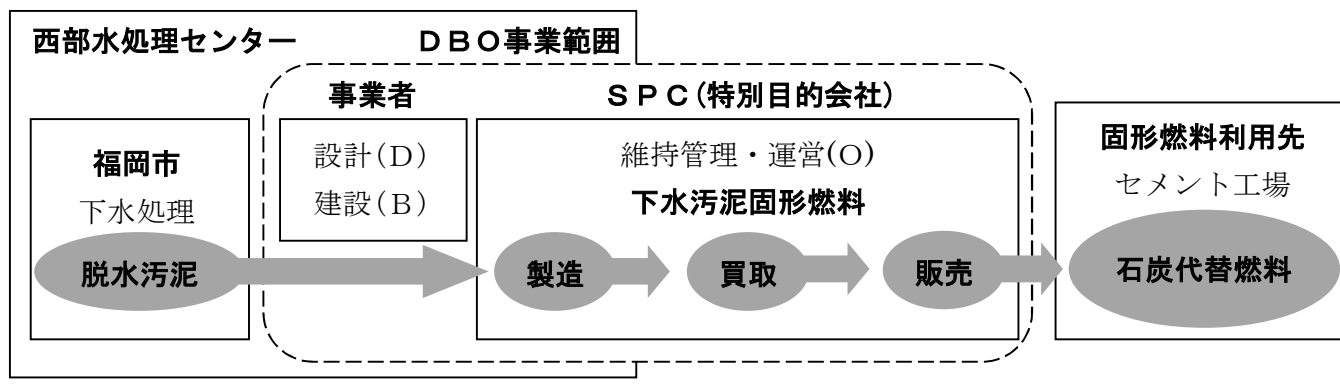 西部水処理センター
DBO事業範囲
福岡市
下水処理
脱水汚泥
事業者
設計(D)
建設(B)
SPC(特別目的会社)
維持管理・運営(O)
下水汚泥固形燃料
製造
買取
販売
固形燃料利用先
セメント工場
石炭代替燃料